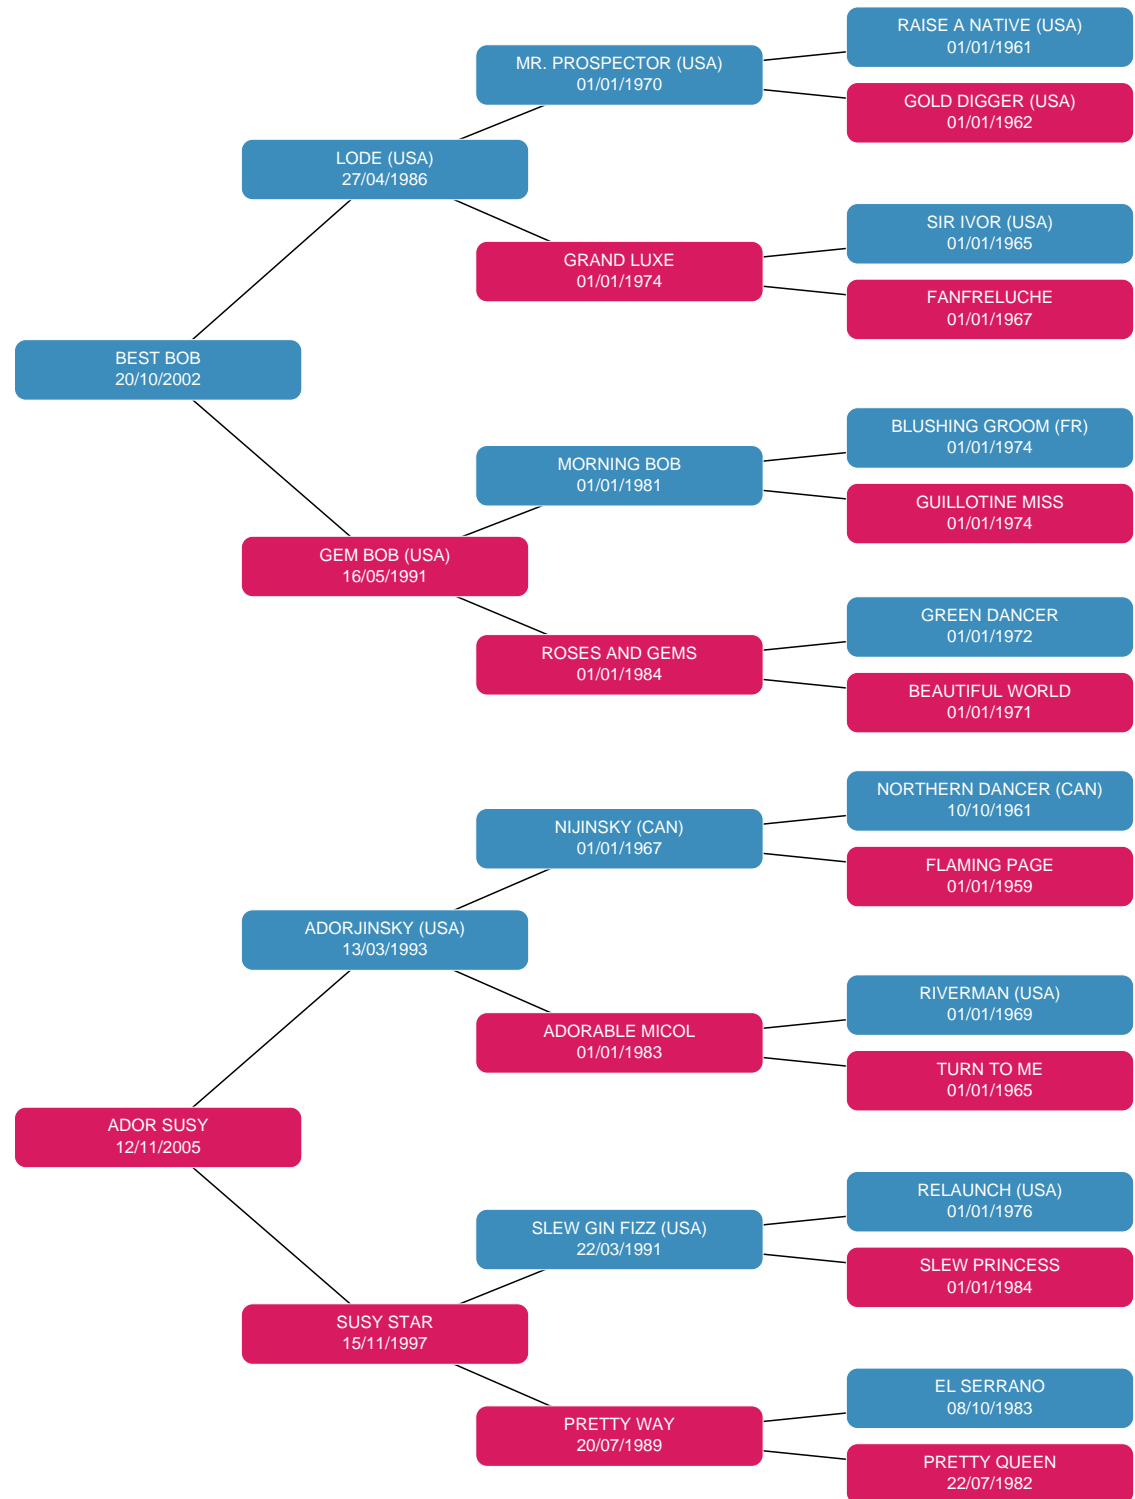 RAISE A NATIVE (USA)
01/01/1961
MR. PROSPECTOR (USA)
01/01/1970
GOLD DIGGER (USA)
01/01/1962
LODE (USA)
27/04/1986
SIR IVOR (USA)
01/01/1965
GRAND LUXE
01/01/1974
FANFRELUCHE
01/01/1967
BEST BOB
20/10/2002
BLUSHING GROOM (FR)
01/01/1974
MORNING BOB
01/01/1981
GUILLOTINE MISS
01/01/1974
GEM BOB (USA)
16/05/1991
GREEN DANCER
01/01/1972
ROSES AND GEMS
01/01/1984
BEAUTIFUL WORLD
01/01/1971
NORTHERN DANCER (CAN)
10/10/1961
NIJINSKY (CAN)
01/01/1967
FLAMING PAGE
01/01/1959
ADORJINSKY (USA)
13/03/1993
RIVERMAN (USA)
01/01/1969
ADORABLE MICOL
01/01/1983
TURN TO ME
01/01/1965
ADOR SUSY
12/11/2005
RELAUNCH (USA)
01/01/1976
SLEW GIN FIZZ (USA)
22/03/1991
SLEW PRINCESS
01/01/1984
SUSY STAR
15/11/1997
EL SERRANO
08/10/1983
PRETTY WAY
20/07/1989
PRETTY QUEEN
22/07/1982